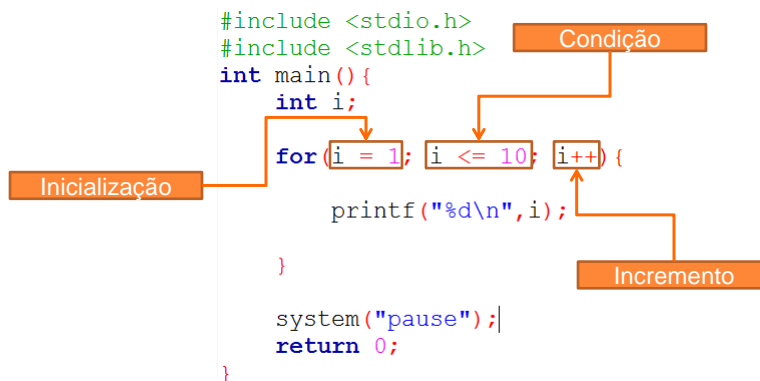 #include <stdio.h>
#include <stdlib.h>
Condição
int main(){
int i;
for(i = 1; i <= 10; i++){
Inicialização
printf("%d\n",i);
}
Incremento
system("pause");
return 0;
}